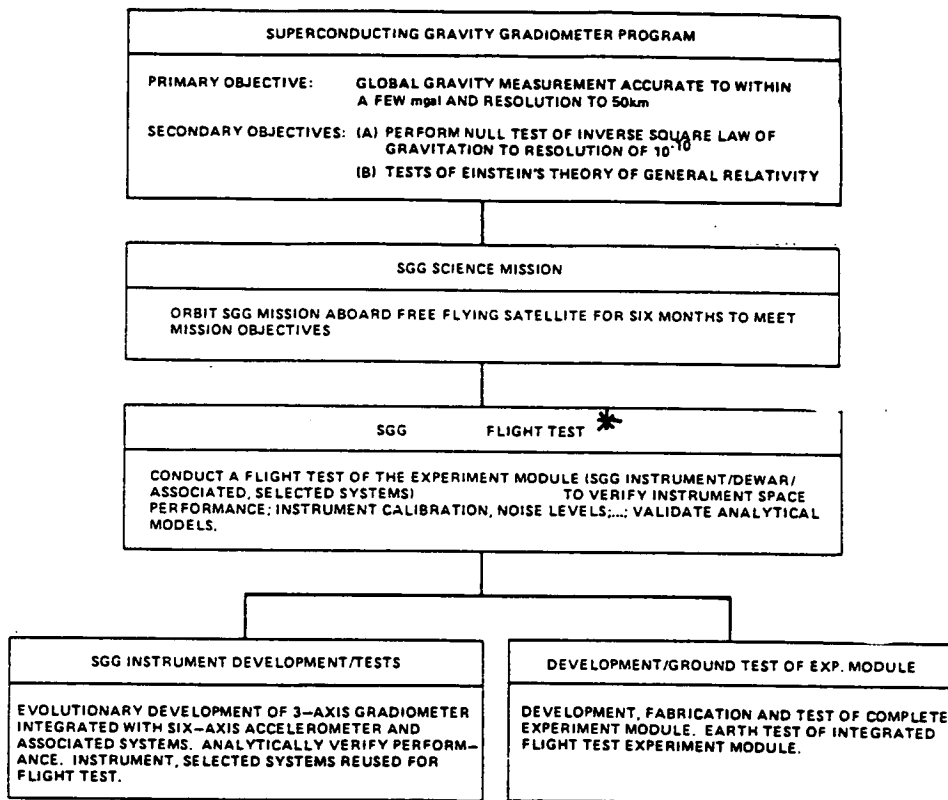 SUPERCONDUCTING GRAVITY GRADIOMETER PROGRAM
PRIMARY OBJECTIVE: GLOBAL GRAVITY MEASUREMENT ACCURATE TO WITHIN
A FEW mgal AND RESOLUTION TO 50km
SECONDARY OBJECTIVES: (A) PERFORM NULL TEST OF INVERSE SQUARE LAW OF
GRAVITATION TO RESOLUTION OF 10⁻¹⁰
(B) TESTS OF EINSTEIN'S THEORY OF GENERAL RELATIVITY
SGG SCIENCE MISSION
ORBIT SGG MISSION ABOARD FREE FLYING SATELLITE FOR SIX MONTHS TO MEET
MISSION OBJECTIVES
SGG FLIGHT TEST *
CONDUCT A FLIGHT TEST OF THE EXPERIMENT MODULE (SGG INSTRUMENT/DEWAR/
ASSOCIATED, SELECTED SYSTEMS) TO VERIFY INSTRUMENT SPACE
PERFORMANCE; INSTRUMENT CALIBRATION, NOISE LEVELS;...; VALIDATE ANALYTICAL
MODELS.
SGG INSTRUMENT DEVELOPMENT/TESTS
EVOLUTIONARY DEVELOPMENT OF 3-AXIS GRADIOMETER
INTEGRATED WITH SIX-AXIS ACCELEROMETER AND
ASSOCIATED SYSTEMS. ANALYTICALLY VERIFY PERFORM-
ANCE. INSTRUMENT, SELECTED SYSTEMS REUSED FOR
FLIGHT TEST.
DEVELOPMENT/GROUND TEST OF EXP. MODULE
DEVELOPMENT, FABRICATION AND TEST OF COMPLETE
EXPERIMENT MODULE. EARTH TEST OF INTEGRATED
FLIGHT TEST EXPERIMENT MODULE.